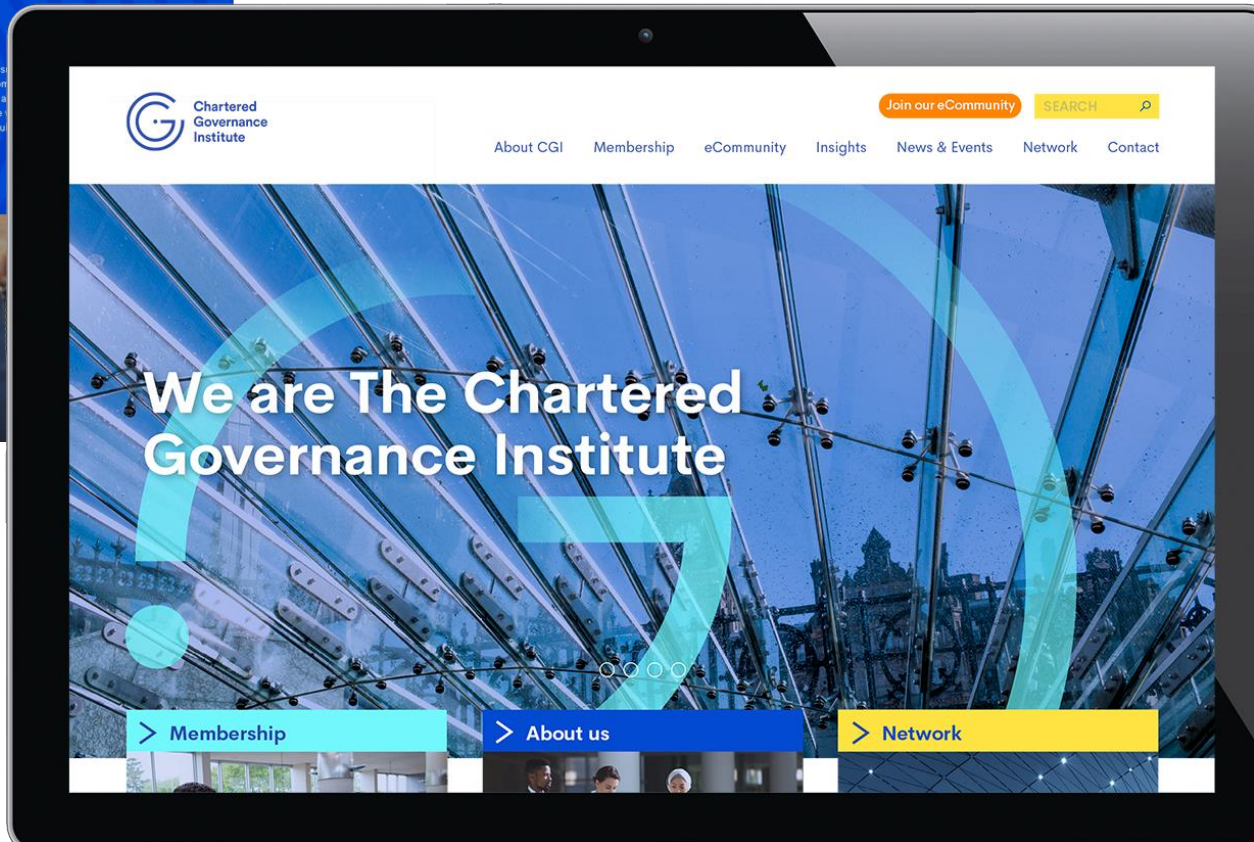 Chartered
Governance
Institute
Join our eCommunity
SEARCH
About CGI Membership eCommunity Insights News & Events Network Contact
We are The Chartered
Governance Institute
> Membership
> About us
> Network